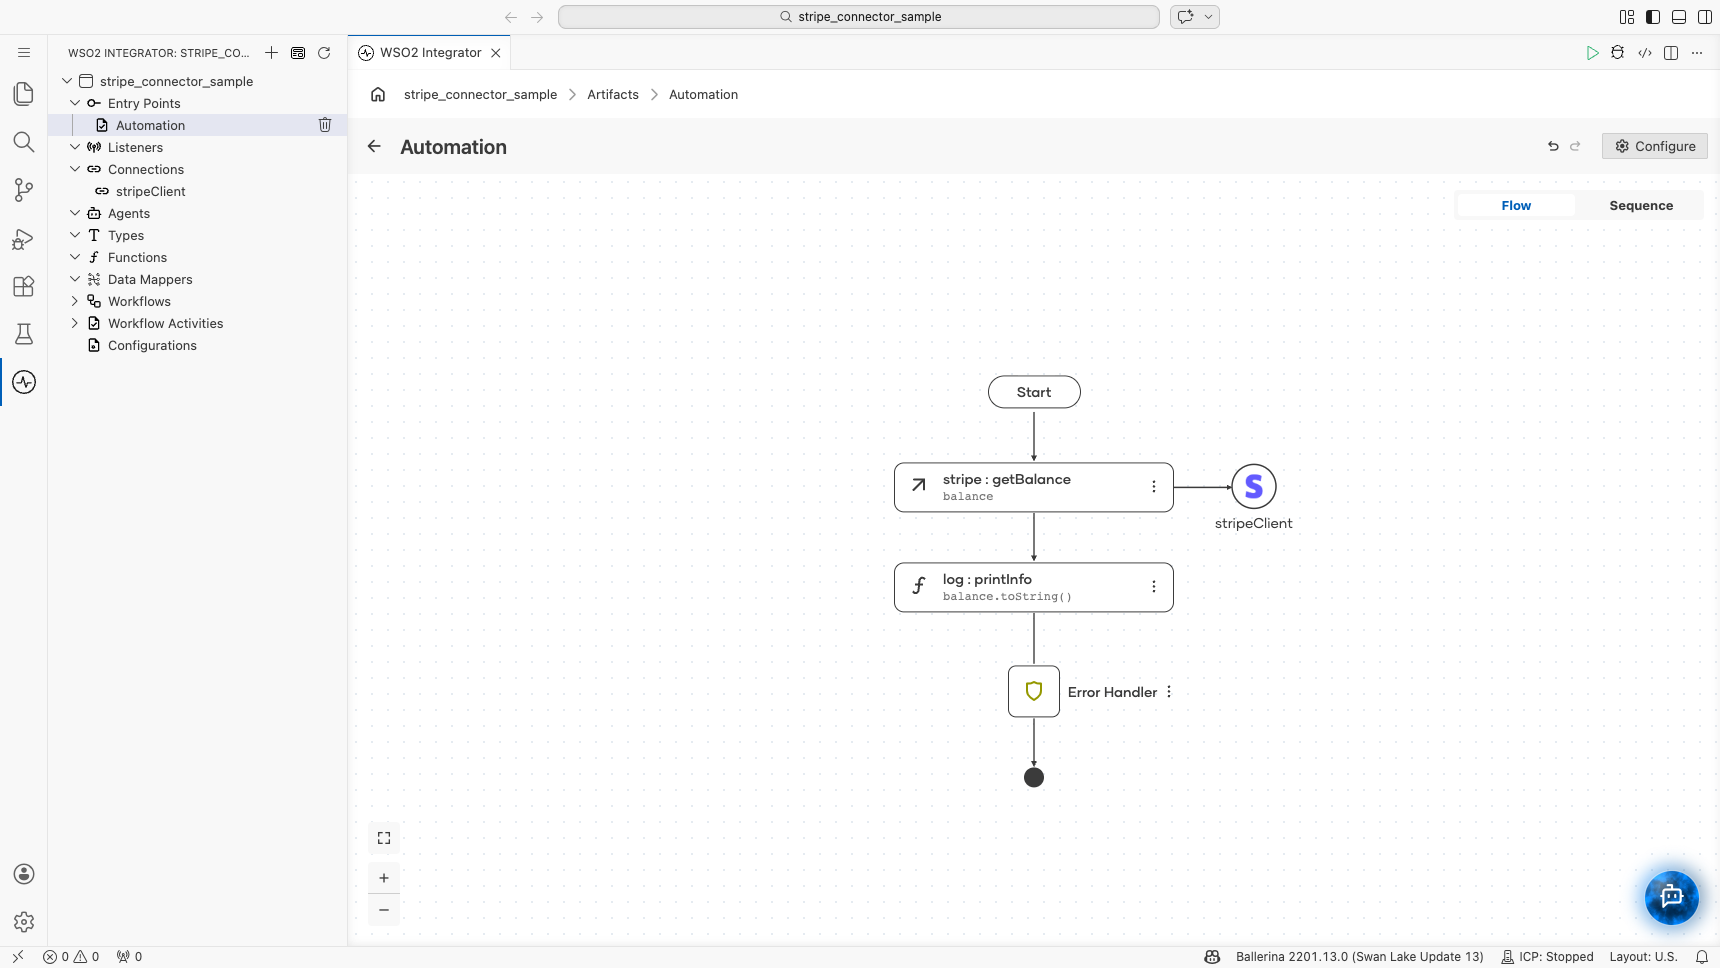 stripe_connector_sample
WSO2 INTEGRATOR: STRIPE_CO...
WSO2 Integrator
stripe_connector_sample
Entry Points
Automation
Listeners
Connections
stripeClient
Agents
Types
Functions
Data Mappers
Workflows
Workflow Activities
Configurations
stripe_connector_sample
Artifacts
Automation
Automation
Configure
Flow
Sequence
Start
stripe : getBalance
balance
stripeClient
log : printInfo
balance.toString()
Error Handler
0 0 0
Ballerina 2201.13.0 (Swan Lake Update 13)
ICP: Stopped
Layout: U.S.